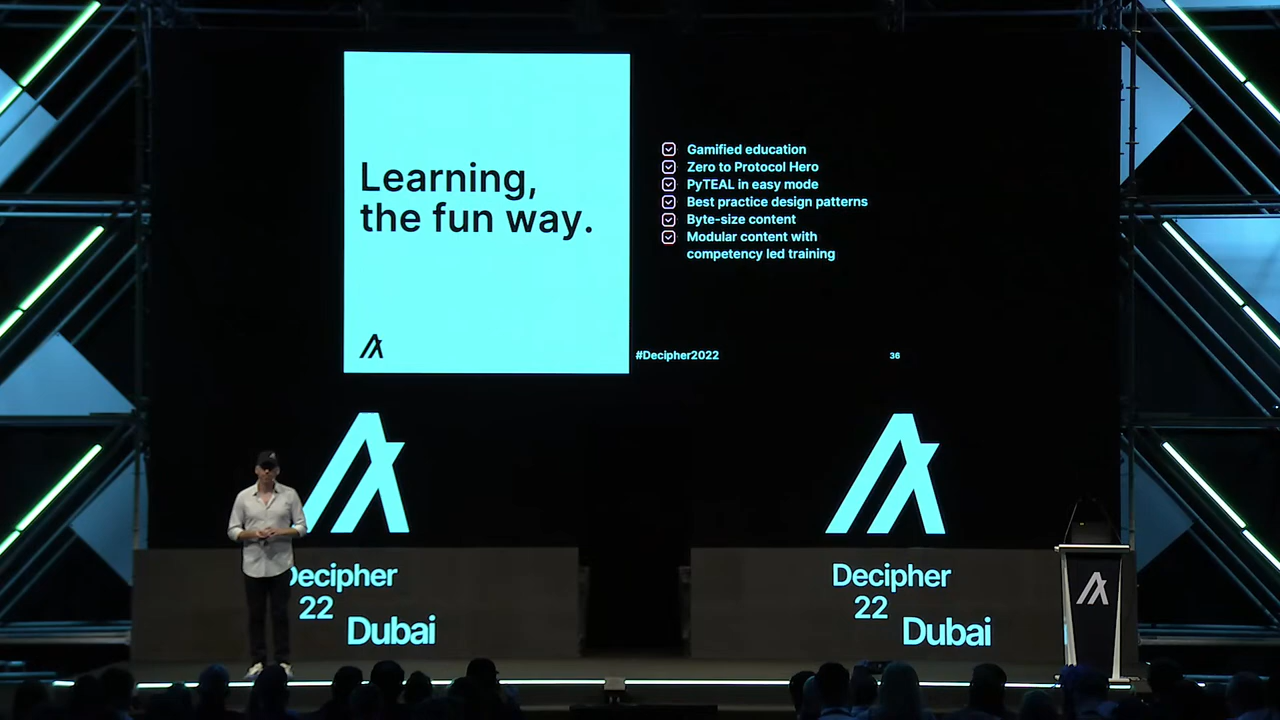 Learning,
the fun way.
Gamified education
Zero to Protocol Hero
PyTEAL in easy mode
Best practice design patterns
Byte-size content
Modular content with
competency led training
#Decipher2022
36
Decipher
22
Dubai
Decipher
22
Dubai